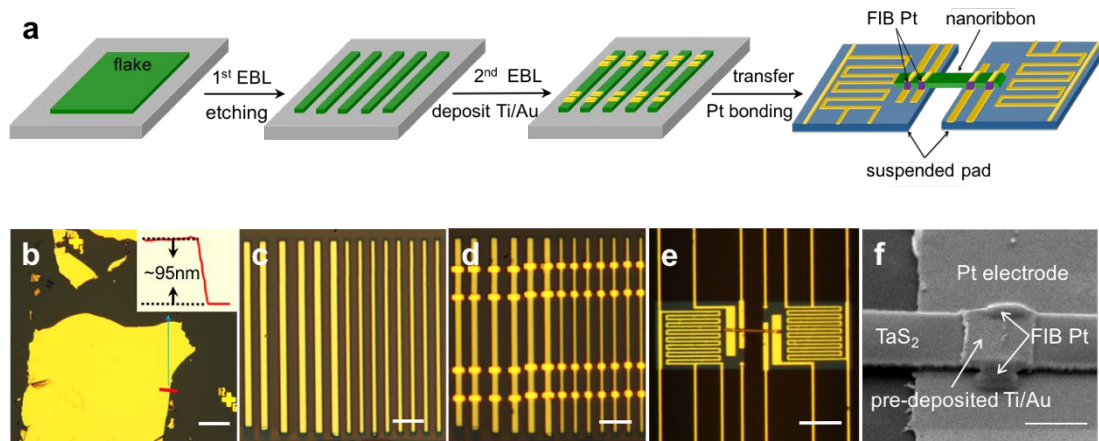 a
flake
1st EBL
etching
2nd EBL
deposit Ti/Au
transfer
Pt bonding
FIB Pt
nanoribbon
suspended pad
b
~95nm
c
d
e
f
Pt electrode
TaS2
FIB Pt
pre-deposited Ti/Au